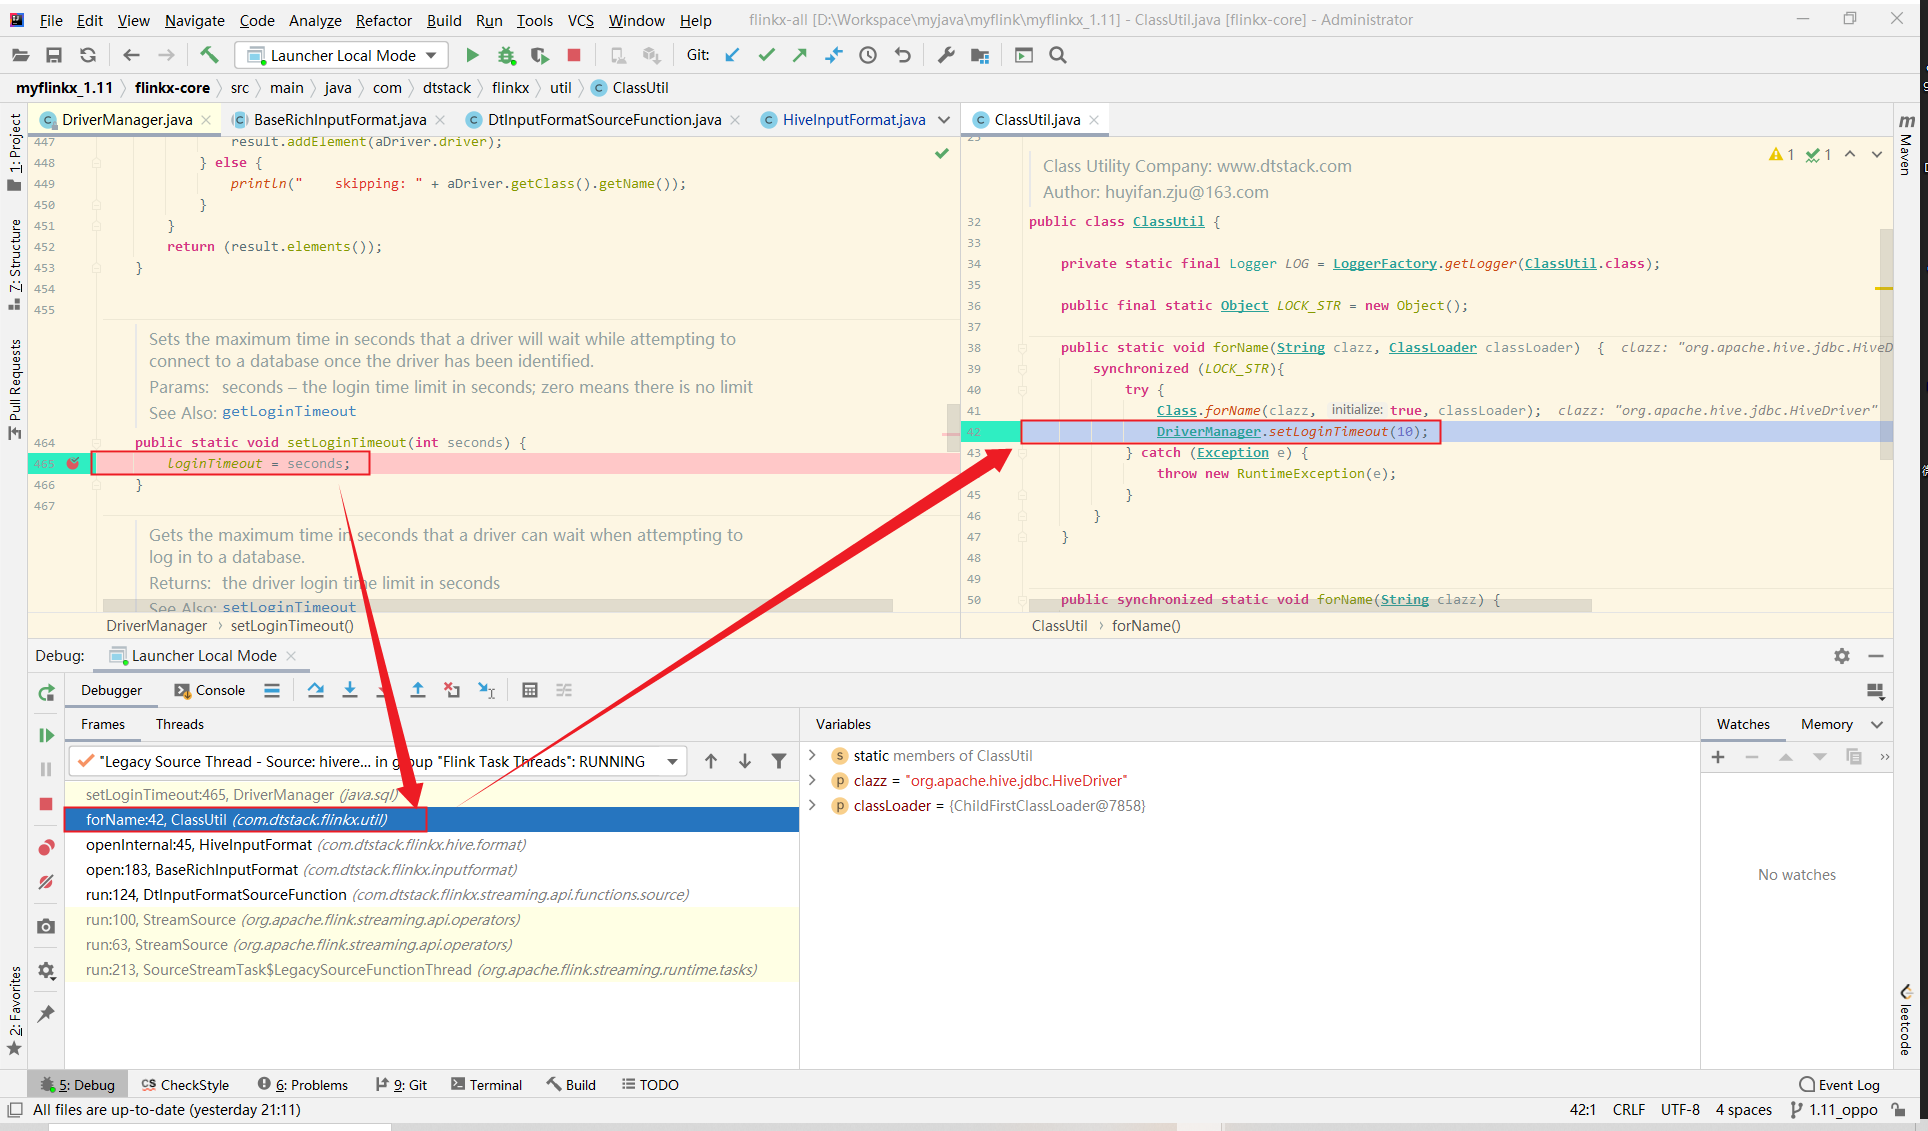 File Edit View Navigate Code Analyze Refactor Build Run Tools VCS Window Help flinkx-all [D:\Workspace\myjava\myflink\myflinkx_1.11] - ClassUtil.java [flinkx-core] - Administrator
Launcher Local Mode Git:
myflinkx_1.11 flinkx-core src main java com dtstack flinkx util ClassUtil
DriverManager.java BaseRichInputFormat.java DtInputFormatSourceFunction.java HiveInputFormat.java
447 result.addElement(aDriver.driver);
448 } else {
449 println("    skipping: " + aDriver.getClass().getName());
450 }
451 }
452 return (result.elements());
453 }
454
455
Sets the maximum time in seconds that a driver will wait while attempting to
connect to a database once the driver has been identified.
Params: seconds – the login time limit in seconds; zero means there is no limit
See Also: getLoginTimeout
464 public static void setLoginTimeout(int seconds) {
465 loginTimeout = seconds;
466 }
467
Gets the maximum time in seconds that a driver can wait when attempting to
log in to a database.
Returns: the driver login time limit in seconds
See Also: setLoginTimeout
DriverManager setLoginTimeout()
ClassUtil.java
1 1
Class Utility Company: www.dtstack.com
Author: huyifan.zju@163.com
32 public class ClassUtil {
33
34 private static final Logger LOG = LoggerFactory.getLogger(ClassUtil.class);
35
36 public final static Object LOCK_STR = new Object();
37
38 public static void forName(String clazz, ClassLoader classLoader) { clazz: "org.apache.hive.jdbc.HiveD
39 synchronized (LOCK_STR){
40 try {
41 Class.forName(clazz, initialize: true, classLoader); clazz: "org.apache.hive.jdbc.HiveDriver"
42 DriverManager.setLoginTimeout(10);
43 } catch (Exception e) {
throw new RuntimeException(e);
45 }
46 }
47 }
48
49
50 public synchronized static void forName(String clazz) {
ClassUtil forName()
1: Project
7: Structure
Pull Requests
2: Favorites
Maven
leetcode
Debug: Launcher Local Mode
Debugger Console
Frames Threads
"Legacy Source Thread - Source: hivere... in group "Flink Task Threads": RUNNING
setLoginTimeout:465, DriverManager (java.sql)
forName:42, ClassUtil (com.dtstack.flinkx.util)
openInternal:45, HiveInputFormat (com.dtstack.flinkx.hive.format)
open:183, BaseRichInputFormat (com.dtstack.flinkx.inputformat)
run:124, DtInputFormatSourceFunction (com.dtstack.flinkx.streaming.api.functions.source)
run:100, StreamSource (org.apache.flink.streaming.api.operators)
run:63, StreamSource (org.apache.flink.streaming.api.operators)
run:213, SourceStreamTask$LegacySourceFunctionThread (org.apache.flink.streaming.runtime.tasks)
Variables
static members of ClassUtil
clazz = "org.apache.hive.jdbc.HiveDriver"
classLoader = {ChildFirstClassLoader@7858}
Watches Memory
No watches
5: Debug CheckStyle 6: Problems 9: Git Terminal Build TODO Event Log
All files are up-to-date (yesterday 21:11) 42:1 CRLF UTF-8 4 spaces 1.11_oppo